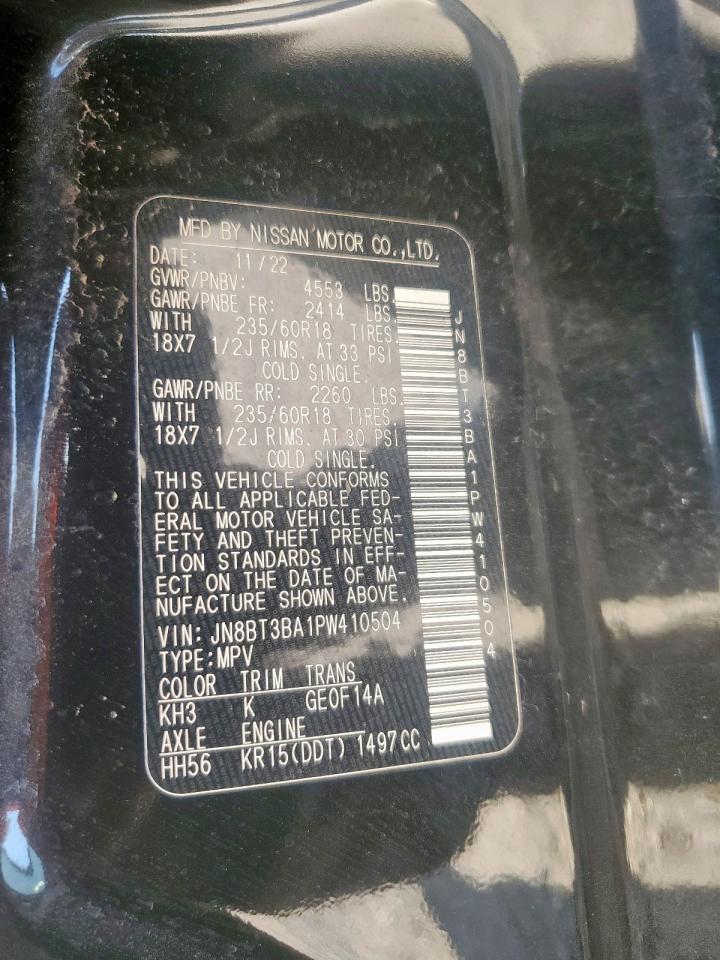 MFD BY NISSAN MOTOR CO.,LTD.
DATE: 11/22
GVWR/PNBV: 4553 LBS.
GAWR/PNBE FR: 2414 LBS.
WITH 235/60R18 TIRES.
18X7 1/2J RIMS. AT 33 PSI
COLD SINGLE.
GAWR/PNBE RR: 2260 LBS.
WITH 235/60R18 TIRES.
18X7 1/2J RIMS. AT 30 PSI
COLD SINGLE.
THIS VEHICLE CONFORMS
TO ALL APPLICABLE FED-
ERAL MOTOR VEHICLE SA-
FETY AND THEFT PREVEN-
TION STANDARDS IN EFF-
ECT ON THE DATE OF MA-
NUFACTURE SHOWN ABOVE.
VIN: JN8BT3BA1PW410504
TYPE:MPV
COLOR TRIM TRANS
KH3 K GE0F14A
AXLE ENGINE
HH56 KR15(DDT) 1497CC
JN8BT3BA1PW410504